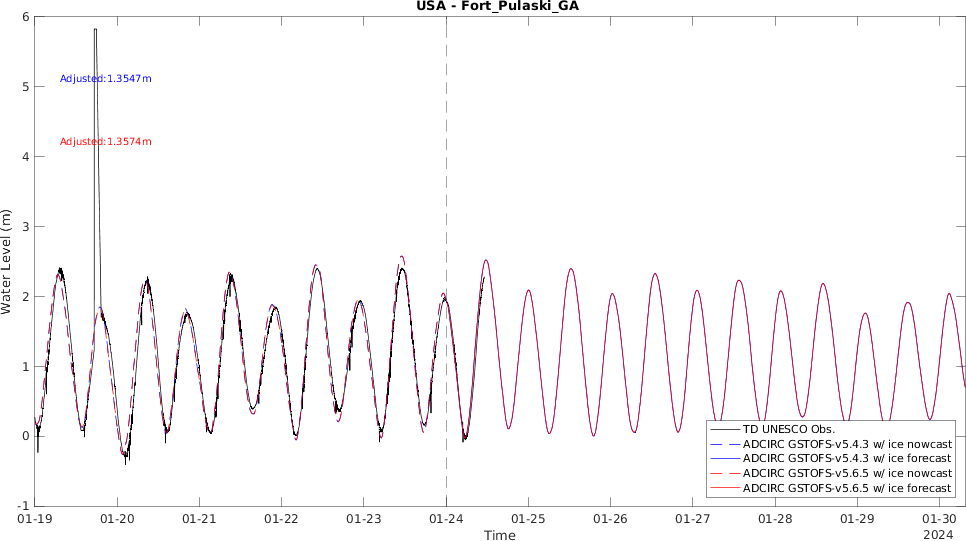 USA - Fort_Pulaski_GA
6
Adjusted:1.3547m
5
Adjusted:1.3574m
4
3
2
1
0
-1
Water Level (m)
TD UNESCO Obs.
ADCIRC GSTOFS-v5.4.3 w/ ice nowcast
ADCIRC GSTOFS-v5.4.3 w/ ice forecast
ADCIRC GSTOFS-v5.6.5 w/ ice nowcast
ADCIRC GSTOFS-v5.6.5 w/ ice forecast
01-19 01-20 01-21 01-22 01-23 01-24 01-25 01-26 01-27 01-28 01-29 01-30
Time
2024